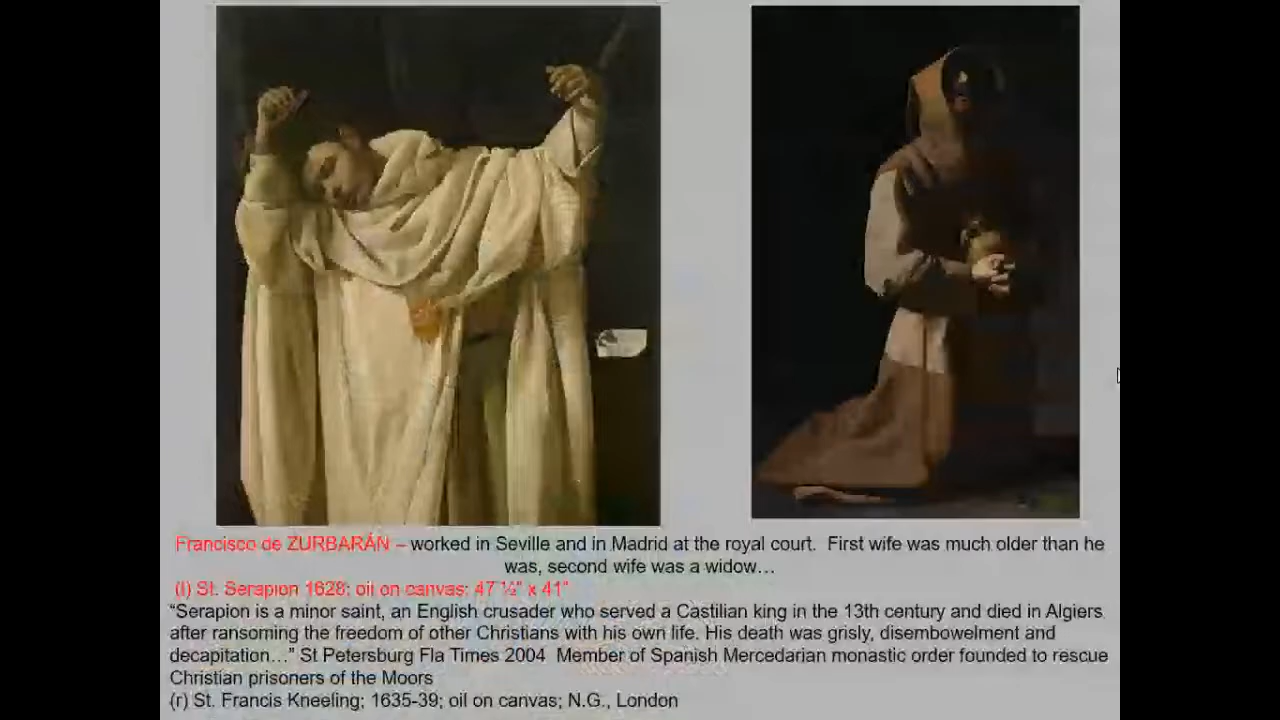 Francisco de ZURBARÁN – worked in Seville and in Madrid at the royal court.  First wife was much older than he
was, second wife was a widow…
(l) St. Serapion 1628; oil on canvas; 47 ½” x 41”
“Serapion is a minor saint, an English crusader who served a Castilian king in the 13th century and died in Algiers
after ransoming the freedom of other Christians with his own life. His death was grisly, disembowelment and
decapitation…” St Petersburg Fla Times 2004  Member of Spanish Mercedarian monastic order founded to rescue
Christian prisoners of the Moors
(r) St. Francis Kneeling; 1635-39; oil on canvas; N.G., London